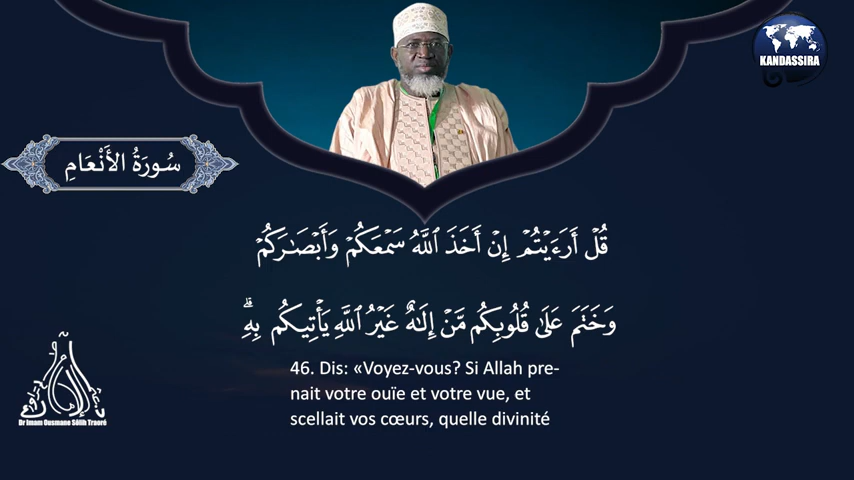 KANDASSIRA
سُورَةُ الأَنْعَامِ
قُلْ أَرَءَيْتُمْ إِنْ أَخَذَ ٱللَّهُ سَمْعَكُمْ وَأَبْصَٰرَكُمْ
وَخَتَمَ عَلَىٰ قُلُوبِكُم مَّنْ إِلَٰهٌ غَيْرُ ٱللَّهِ يَأْتِيكُم بِهِۗ
46. Dis: «Voyez-vous? Si Allah pre-
nait votre ouïe et votre vue, et
scellait vos cœurs, quelle divinité
Dr Imam Ousmane Sélih Traoré